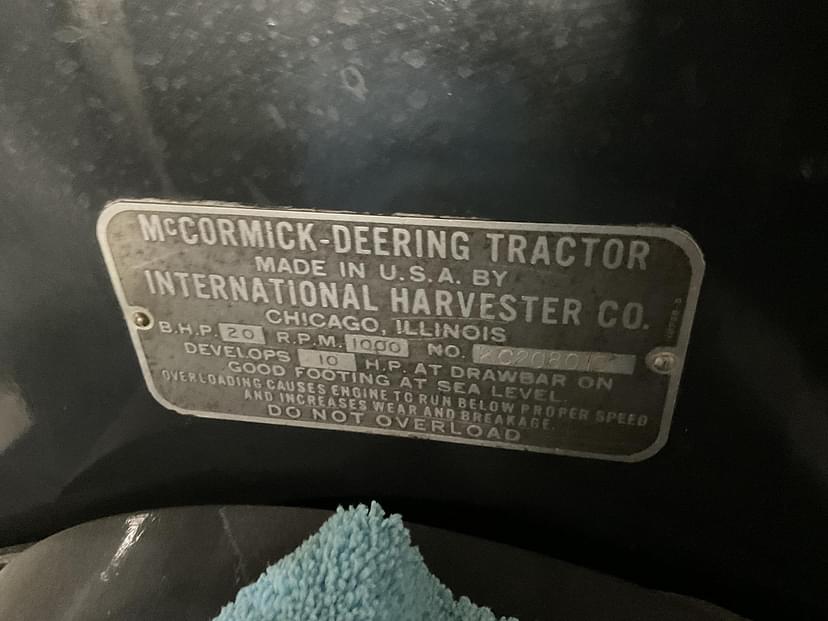 McCORMICK-DEERING TRACTOR
MADE IN U.S.A. BY
INTERNATIONAL HARVESTER CO.
CHICAGO, ILLINOIS
B.H.P. 20 R.P.M. 1000 NO.
DEVELOPS 10 H.P. AT DRAWBAR ON
GOOD FOOTING AT SEA LEVEL.
OVERLOADING CAUSES ENGINE TO RUN BELOW PROPER SPEED
AND INCREASES WEAR AND BREAKAGE.
DO NOT OVERLOAD